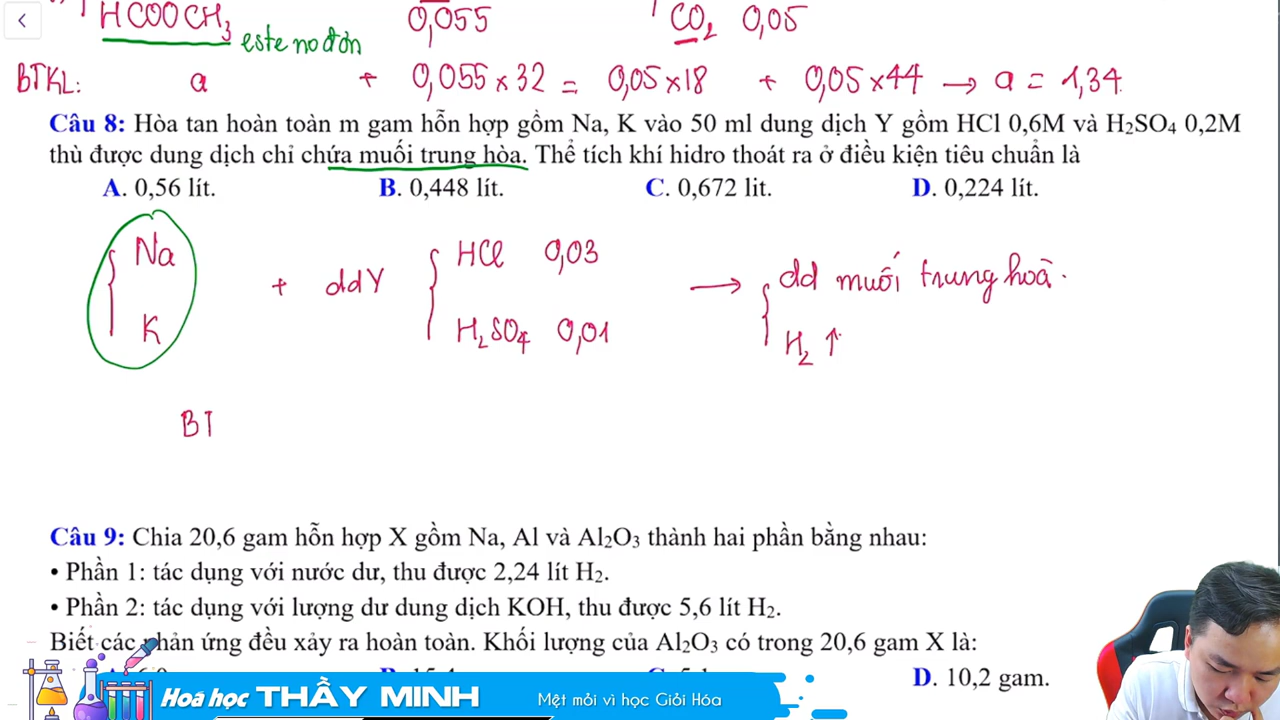 HCOOCH3 0,055 CO2 0,05
este no đơn
BTKL: a + 0,055 × 32 = 0,05 × 18 + 0,05 × 44 → a = 1,34
Câu 8: Hòa tan hoàn toàn m gam hỗn hợp gồm Na, K vào 50 ml dung dịch Y gồm HCl 0,6M và H2SO4 0,2M
thù được dung dịch chỉ chứa muối trung hòa. Thể tích khí hidro thoát ra ở điều kiện tiêu chuẩn là
A. 0,56 lít. B. 0,448 lít. C. 0,672 lit. D. 0,224 lít.
Na HCl 0,03 dd muối trung hoà.
+ ddY →
K H2SO4 0,01 H2 ↑
BT
Câu 9: Chia 20,6 gam hỗn hợp X gồm Na, Al và Al2O3 thành hai phần bằng nhau:
• Phần 1: tác dụng với nước dư, thu được 2,24 lít H2.
• Phần 2: tác dụng với lượng dư dung dịch KOH, thu được 5,6 lít H2.
Biết các phản ứng đều xảy ra hoàn toàn. Khối lượng của Al2O3 có trong 20,6 gam X là:
D. 10,2 gam.
Hoá học THẦY MINH Mệt mỏi vì học Giỏi Hóa